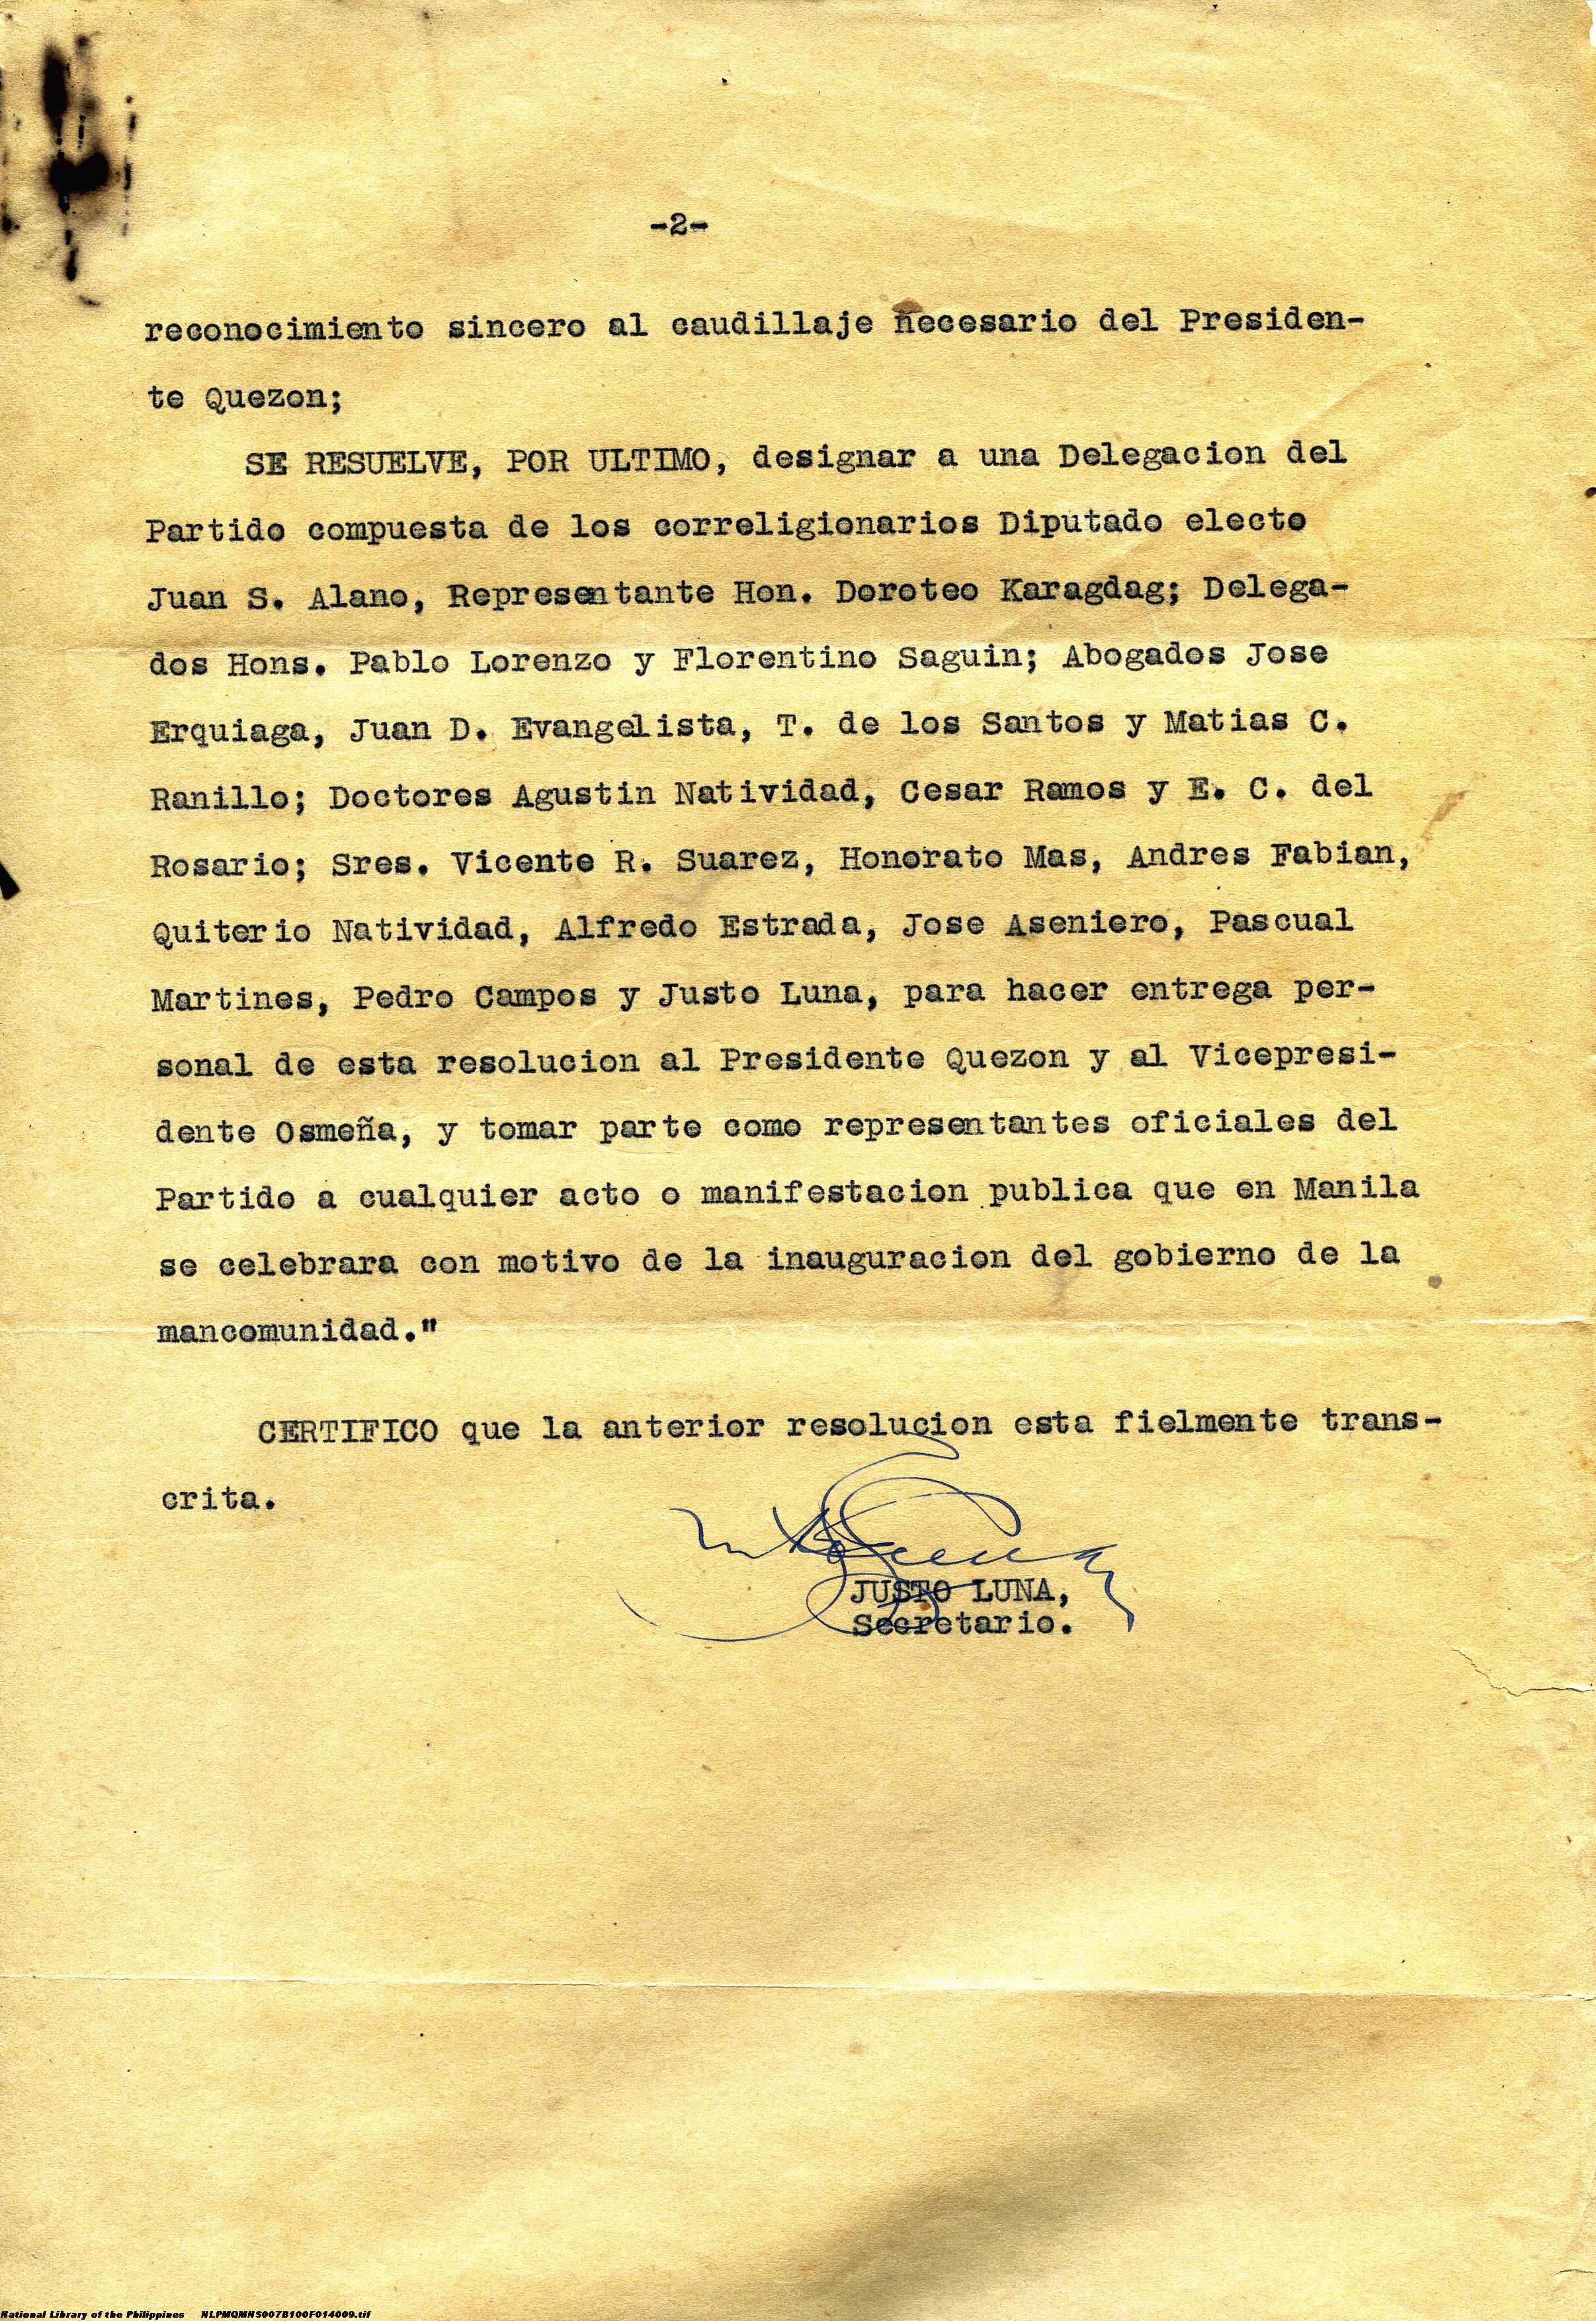 -2-
reconocimiento sincero al caudillaje necesario del Presiden-
te Quezon;
SE RESUELVE, POR ULTIMO, designar a una Delegacion del
Partido compuesta de los correligionarios Diputado electo
Juan S. Alano, Representante Hon. Doroteo Karagdag; Delega-
dos Hons. Pablo Lorenzo y Florentino Saguin; Abogados Jose
Erquiaga, Juan D. Evangelista, T. de los Santos y Matias C.
Ranillo; Doctores Agustin Natividad, Cesar Ramos y E. C. del
Rosario; Sres. Vicente R. Suarez, Honorato Mas, Andres Fabian,
Quiterio Natividad, Alfredo Estrada, Jose Aseniero, Pascual
Martines, Pedro Campos y Justo Luna, para hacer entrega per-
sonal de esta resolucion al Presidente Quezon y al Vicepresi-
dente Osmeña, y tomar parte como representantes oficiales del
Partido a cualquier acto o manifestacion publica que en Manila
se celebrara con motivo de la inauguracion del gobierno de la
mancomunidad."
CERTIFICO que la anterior resolucion esta fielmente trans-
crita.
JUSTO LUNA,
Secretario.
National Library of the Philippines NLPMQMNS007B100F014009.tif